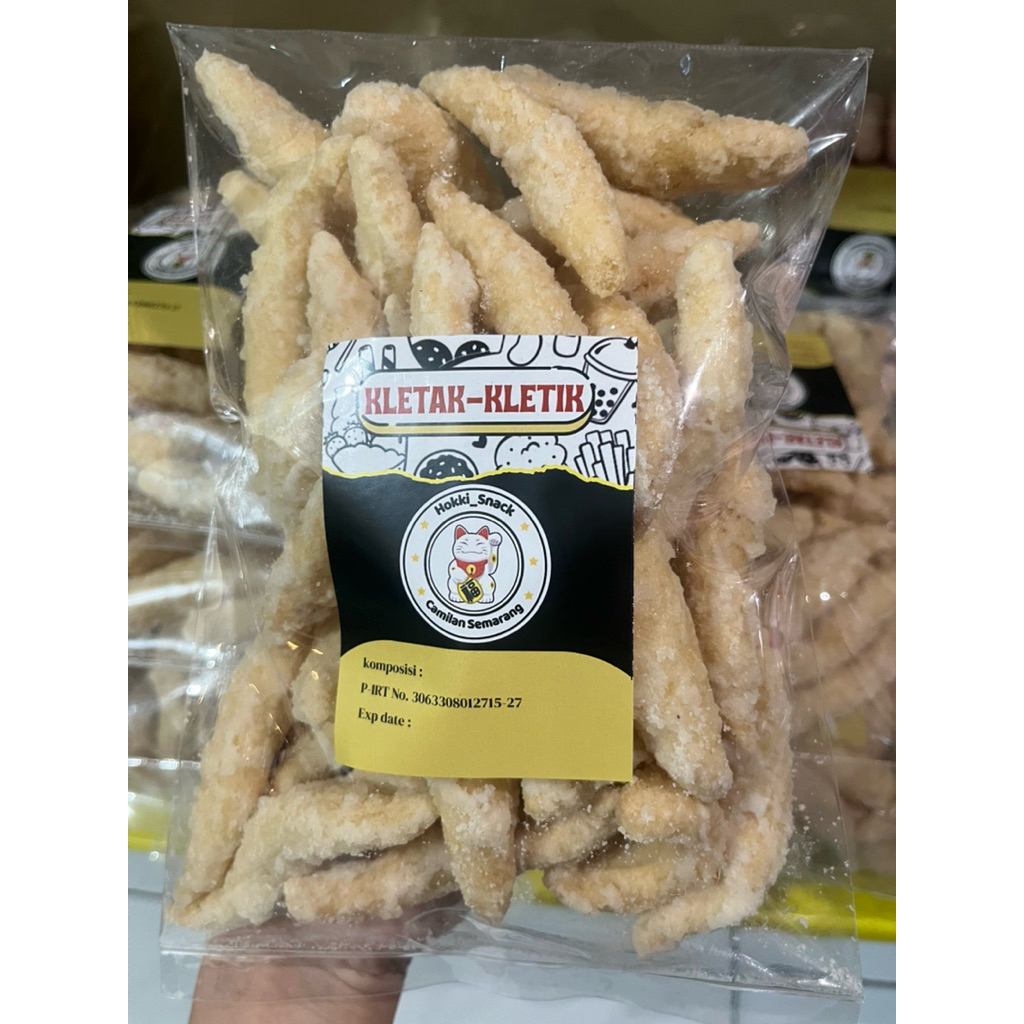 KLETAK-KLETIK
Hokki_Snack
Camilan Semarang
komposisi :
P-IRT No. 3063308012715-27
Exp date :